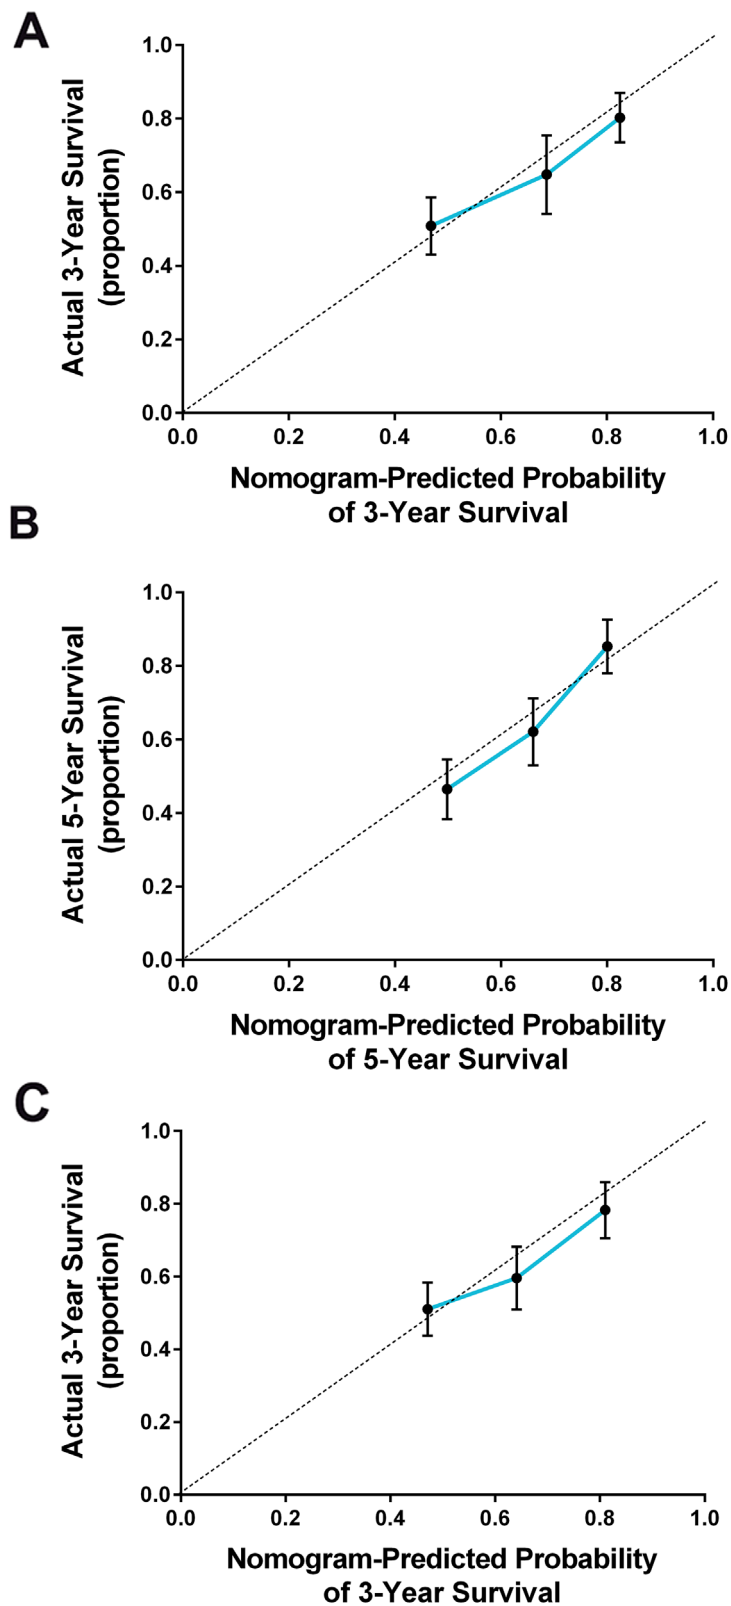 A
1.0
0.8
0.6
0.4
0.2
0.0
Actual 3-Year Survival
(proportion)
0.0 0.2 0.4 0.6 0.8 1.0
Nomogram-Predicted Probability
of 3-Year Survival
B
1.0
0.8
0.6
0.4
0.2
0.0
Actual 5-Year Survival
(proportion)
0.0 0.2 0.4 0.6 0.8 1.0
Nomogram-Predicted Probability
of 5-Year Survival
C
1.0
0.8
0.6
0.4
0.2
0.0
Actual 3-Year Survival
(proportion)
0.0 0.2 0.4 0.6 0.8 1.0
Nomogram-Predicted Probability
of 3-Year Survival